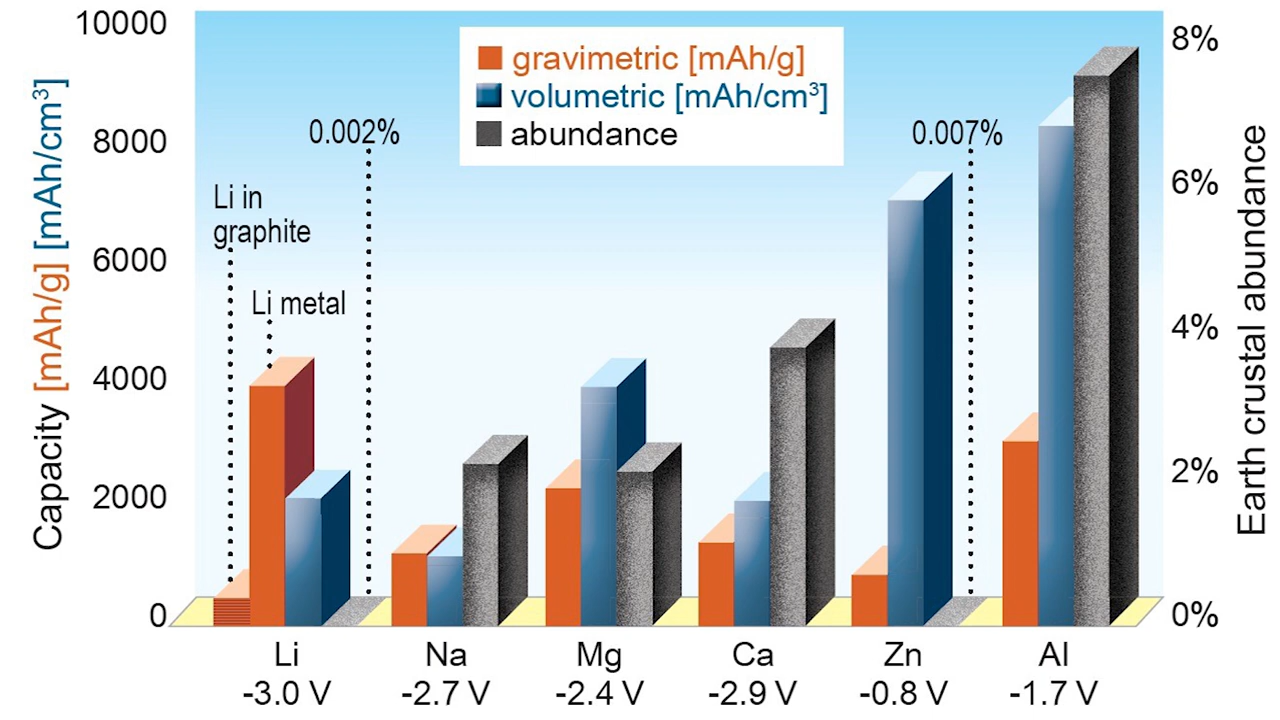 10000
8000
6000
4000
2000
0
Capacity [mAh/g] [mAh/cm³]
gravimetric [mAh/g]
volumetric [mAh/cm³]
abundance
0.002%
0.007%
Li in
graphite
Li metal
8%
6%
4%
2%
0%
Earth crustal abundance
Li Na Mg Ca Zn Al
-3.0 V -2.7 V -2.4 V -2.9 V -0.8 V -1.7 V